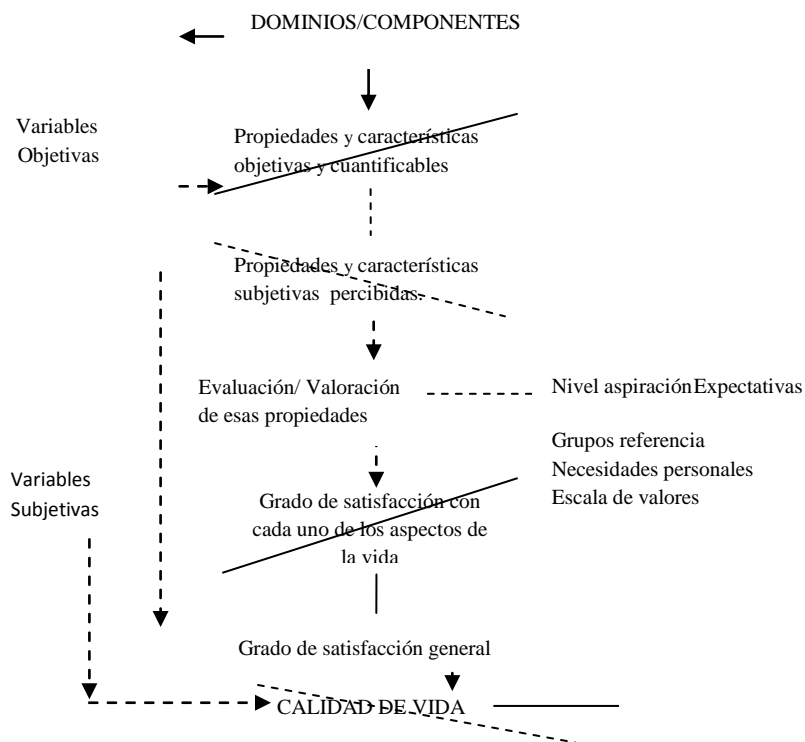 DOMINIOS/COMPONENTES
Variables
Objetivas
Propiedades y características
objetivas y cuantificables
Propiedades y características
subjetivas percibidas.
Evaluación/ Valoración
de esas propiedades
Nivel aspiraciónExpectativas
Grupos referencia
Necesidades personales
Escala de valores
Variables
Subjetivas
Grado de satisfacción con
cada uno de los aspectos de
la vida
Grado de satisfacción general
CALIDAD DE VIDA